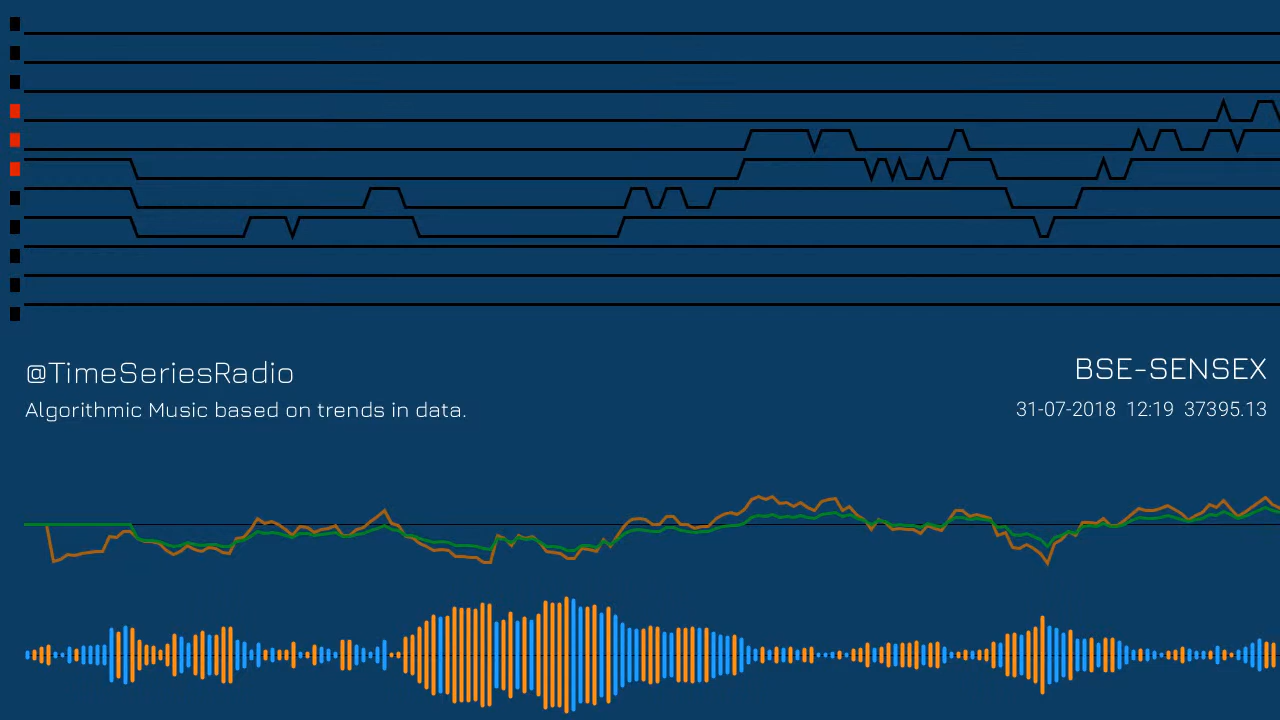 @TimeSeriesRadio
Algorithmic Music based on trends in data.
BSE-SENSEX
31-07-2018 12:19 37395.13